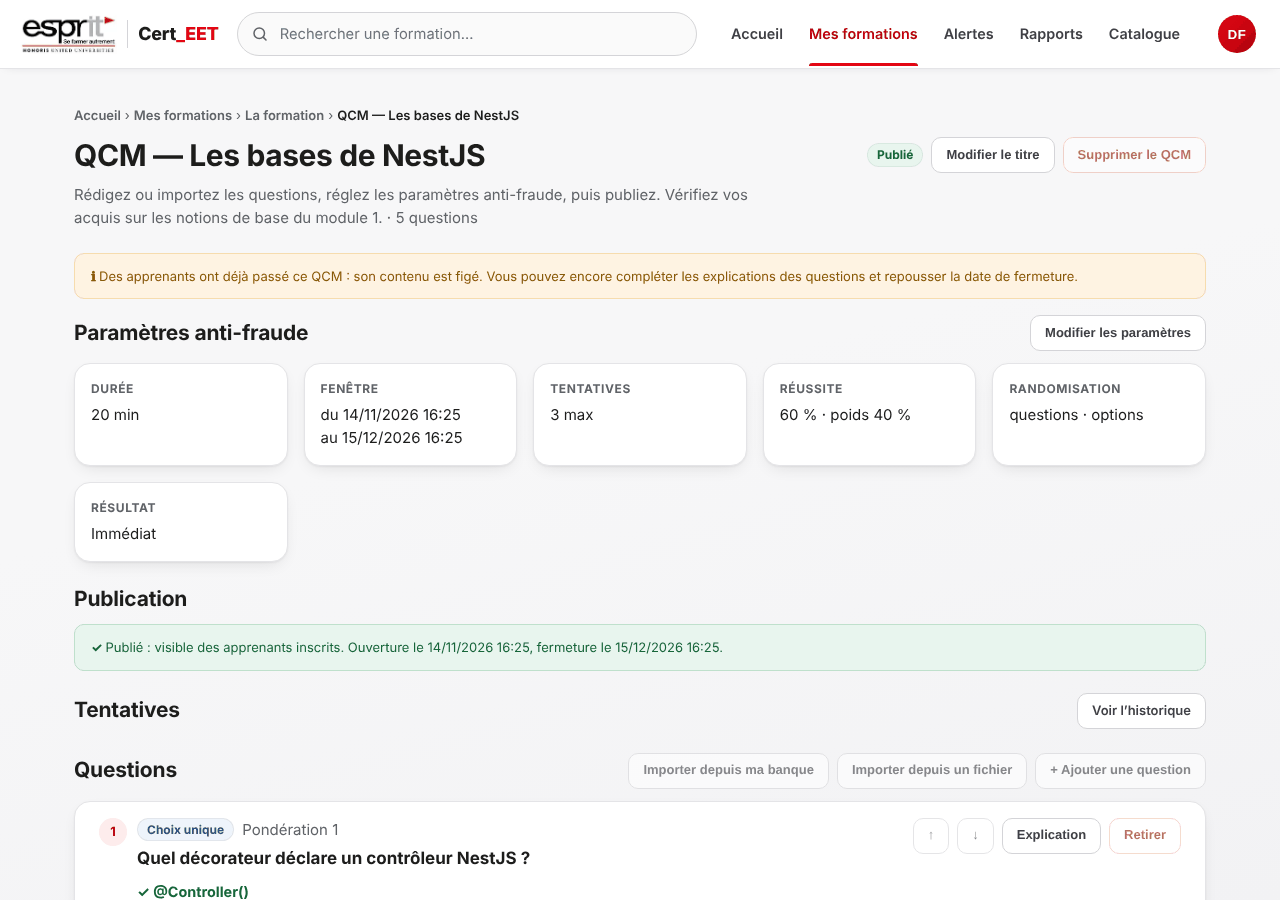 esprit
Se former autrement
HONORIS UNITED UNIVERSITIES
Cert_EET
Rechercher une formation...
Accueil
Mes formations
Alertes
Rapports
Catalogue
DF
Accueil › Mes formations › La formation › QCM — Les bases de NestJS
QCM — Les bases de NestJS
Publié
Modifier le titre
Supprimer le QCM
Rédigez ou importez les questions, réglez les paramètres anti-fraude, puis publiez. Vérifiez vos
acquis sur les notions de base du module 1. · 5 questions
ℹ Des apprenants ont déjà passé ce QCM : son contenu est figé. Vous pouvez encore compléter les explications des questions et repousser la date de fermeture.
Paramètres anti-fraude
Modifier les paramètres
DURÉE
20 min
FENÊTRE
du 14/11/2026 16:25
au 15/12/2026 16:25
TENTATIVES
3 max
RÉUSSITE
60 % · poids 40 %
RANDOMISATION
questions · options
RÉSULTAT
Immédiat
Publication
✓ Publié : visible des apprenants inscrits. Ouverture le 14/11/2026 16:25, fermeture le 15/12/2026 16:25.
Tentatives
Voir l’historique
Questions
Importer depuis ma banque
Importer depuis un fichier
+ Ajouter une question
1
Choix unique
Pondération 1
↑
↓
Explication
Retirer
Quel décorateur déclare un contrôleur NestJS ?
✓ @Controller()